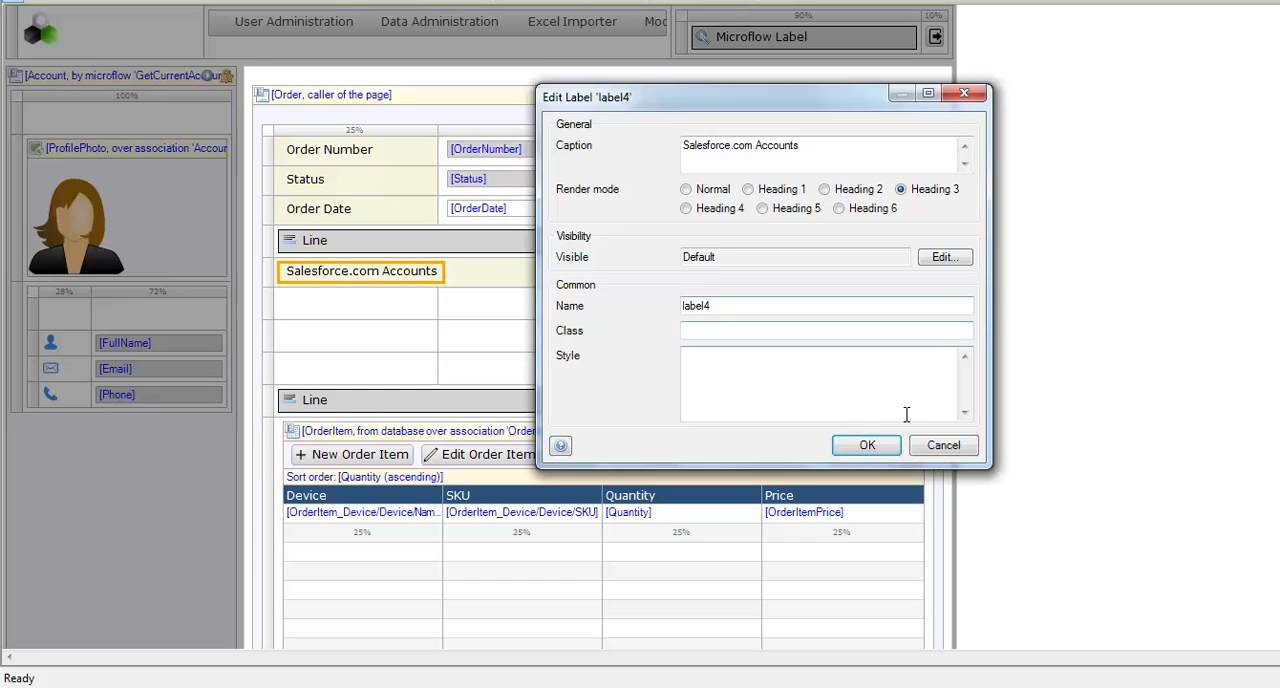 User Administration Data Administration Excel Importer Moc
90% 10%
Microflow Label
[Account, by microflow 'GetCurrentAccour
100%
[ProfilePhoto, over association 'Accour
28% 72%
[FullName]
[Email]
[Phone]
[Order, caller of the page]
25%
Order Number [OrderNumber]
Status [Status]
Order Date [OrderDate]
Line
Salesforce.com Accounts
Line
[OrderItem, from database over association 'Order
New Order Item Edit Order Item
Sort order: [Quantity (ascending)]
Device SKU Quantity Price
[OrderItem_Device/Device/Nam... [OrderItem_Device/Device/SKU] [Quantity] [OrderItemPrice]
25% 25% 25% 25%
Edit Label 'label4'
General
Caption Salesforce.com Accounts
Render mode Normal Heading 1 Heading 2 Heading 3
Heading 4 Heading 5 Heading 6
Visibility
Visible Default Edit...
Common
Name label4
Class
Style
OK Cancel
Ready